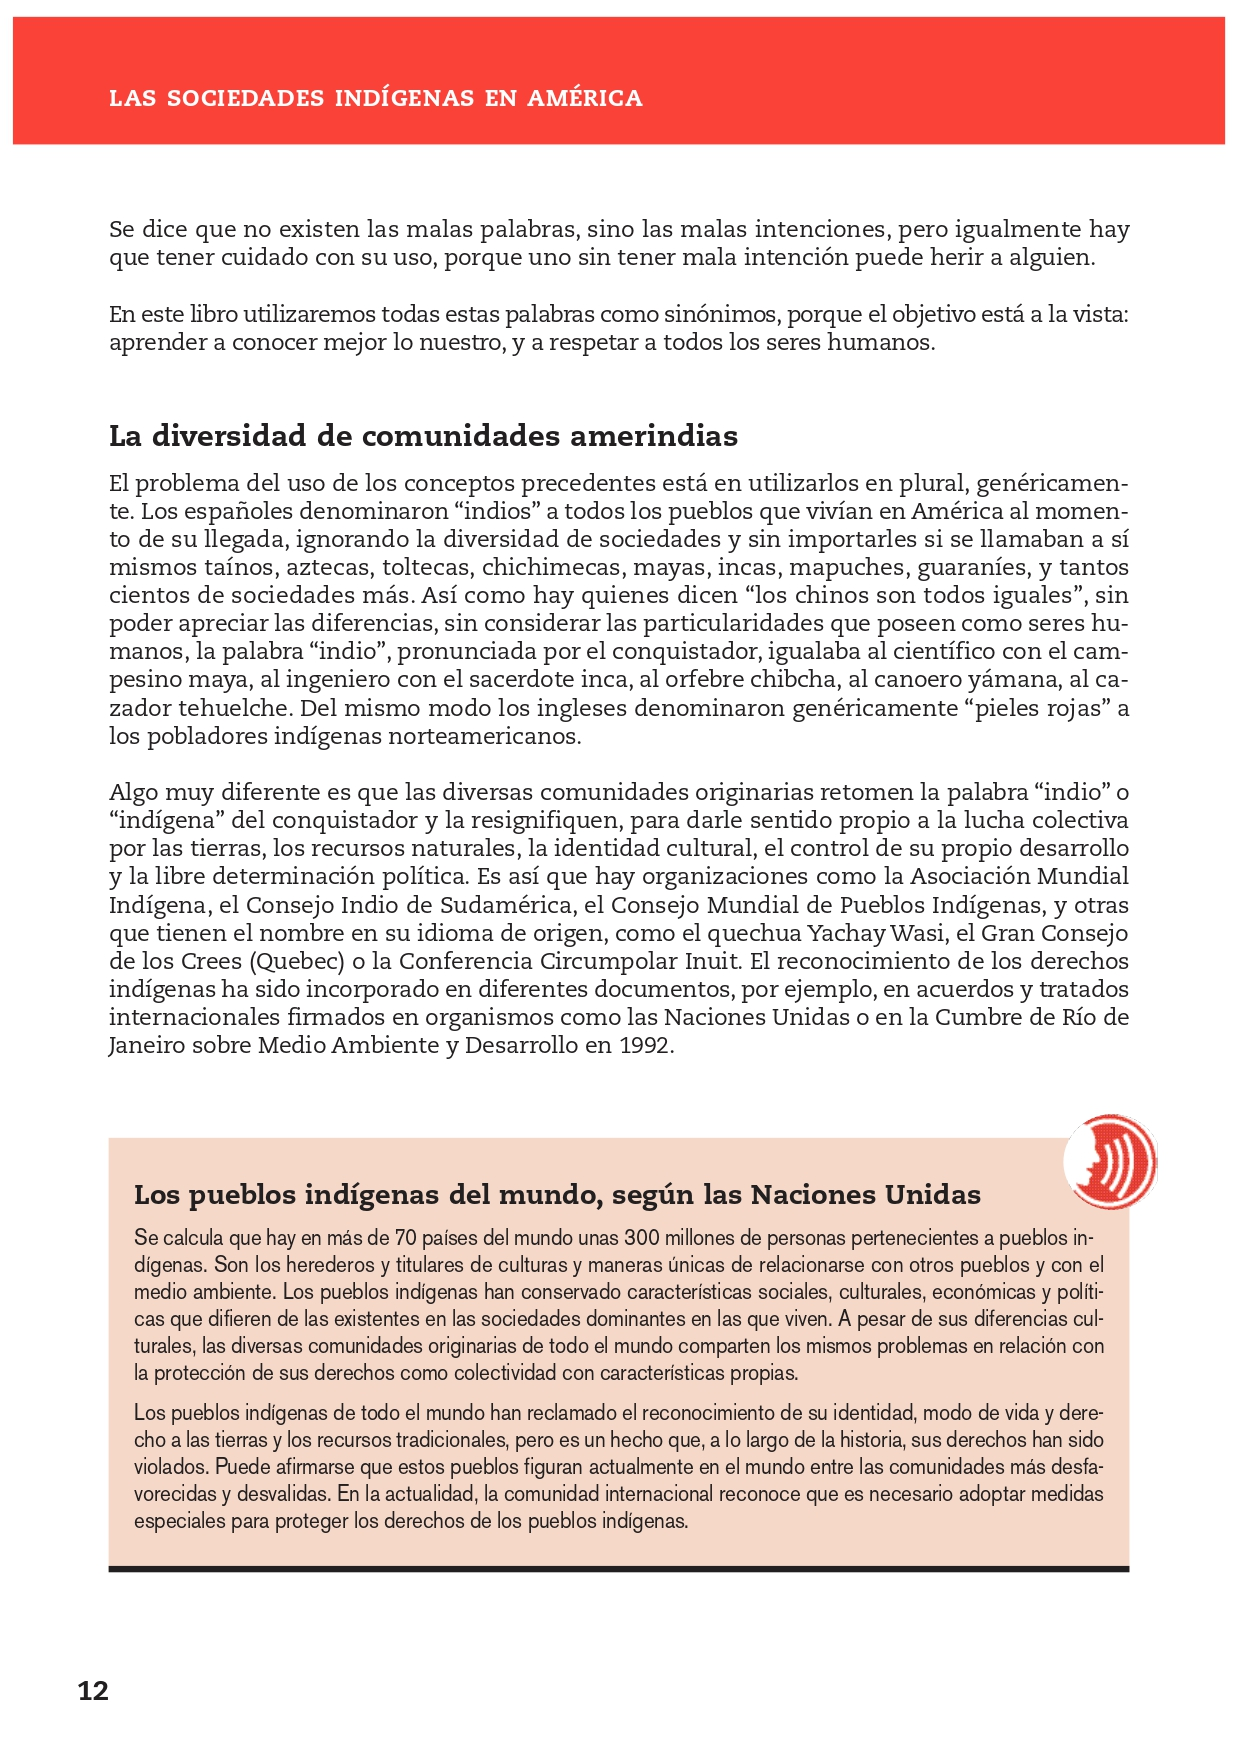 LAS SOCIEDADES INDÍGENAS EN AMÉRICA
Se dice que no existen las malas palabras, sino las malas intenciones, pero igualmente hay
que tener cuidado con su uso, porque uno sin tener mala intención puede herir a alguien.
En este libro utilizaremos todas estas palabras como sinónimos, porque el objetivo está a la vista:
aprender a conocer mejor lo nuestro, y a respetar a todos los seres humanos.
La diversidad de comunidades amerindias
El problema del uso de los conceptos precedentes está en utilizarlos en plural, genéricamen-
te. Los españoles denominaron “indios” a todos los pueblos que vivían en América al momen-
to de su llegada, ignorando la diversidad de sociedades y sin importarles si se llamaban a sí
mismos taínos, aztecas, toltecas, chichimecas, mayas, incas, mapuches, guaraníes, y tantos
cientos de sociedades más. Así como hay quienes dicen “los chinos son todos iguales”, sin
poder apreciar las diferencias, sin considerar las particularidades que poseen como seres hu-
manos, la palabra “indio”, pronunciada por el conquistador, igualaba al científico con el cam-
pesino maya, al ingeniero con el sacerdote inca, al orfebre chibcha, al canoero yámana, al ca-
zador tehuelche. Del mismo modo los ingleses denominaron genéricamente “pieles rojas” a
los pobladores indígenas norteamericanos.
Algo muy diferente es que las diversas comunidades originarias retomen la palabra “indio” o
“indígena” del conquistador y la resignifiquen, para darle sentido propio a la lucha colectiva
por las tierras, los recursos naturales, la identidad cultural, el control de su propio desarrollo
y la libre determinación política. Es así que hay organizaciones como la Asociación Mundial
Indígena, el Consejo Indio de Sudamérica, el Consejo Mundial de Pueblos Indígenas, y otras
que tienen el nombre en su idioma de origen, como el quechua Yachay Wasi, el Gran Consejo
de los Crees (Quebec) o la Conferencia Circumpolar Inuit. El reconocimiento de los derechos
indígenas ha sido incorporado en diferentes documentos, por ejemplo, en acuerdos y tratados
internacionales firmados en organismos como las Naciones Unidas o en la Cumbre de Río de
Janeiro sobre Medio Ambiente y Desarrollo en 1992.
Los pueblos indígenas del mundo, según las Naciones Unidas
Se calcula que hay en más de 70 países del mundo unas 300 millones de personas pertenecientes a pueblos in-
dígenas. Son los herederos y titulares de culturas y maneras únicas de relacionarse con otros pueblos y con el
medio ambiente. Los pueblos indígenas han conservado características sociales, culturales, económicas y políti-
cas que difieren de las existentes en las sociedades dominantes en las que viven. A pesar de sus diferencias cul-
turales, las diversas comunidades originarias de todo el mundo comparten los mismos problemas en relación con
la protección de sus derechos como colectividad con características propias.
Los pueblos indígenas de todo el mundo han reclamado el reconocimiento de su identidad, modo de vida y dere-
cho a las tierras y los recursos tradicionales, pero es un hecho que, a lo largo de la historia, sus derechos han sido
violados. Puede afirmarse que estos pueblos figuran actualmente en el mundo entre las comunidades más desfa-
vorecidas y desvalidas. En la actualidad, la comunidad internacional reconoce que es necesario adoptar medidas
especiales para proteger los derechos de los pueblos indígenas.
12